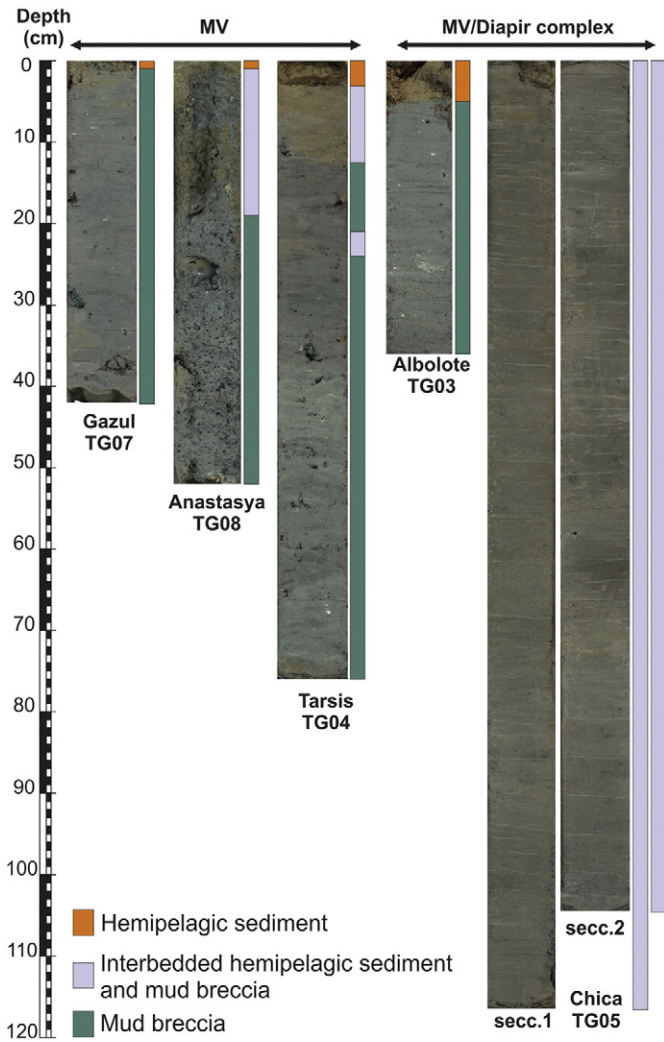 Depth
(cm)
MV
MV/Diapir complex
0
10
20
30
40
50
60
70
80
90
100
110
120
Gazul
TG07
Anastasya
TG08
Tarsis
TG04
Albolote
TG03
secc.1
secc.2
Chica
TG05
Hemipelagic sediment
Interbedded hemipelagic sediment
and mud breccia
Mud breccia